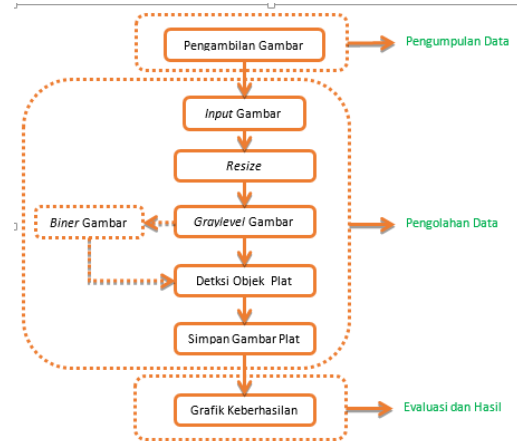 Pengambilan Gambar
Pengumpulan Data
Input Gambar
Resize
Biner Gambar
Graylevel Gambar
Pengolahan Data
Detksi Objek Plat
Simpan Gambar Plat
Grafik Keberhasilan
Evaluasi dan Hasil